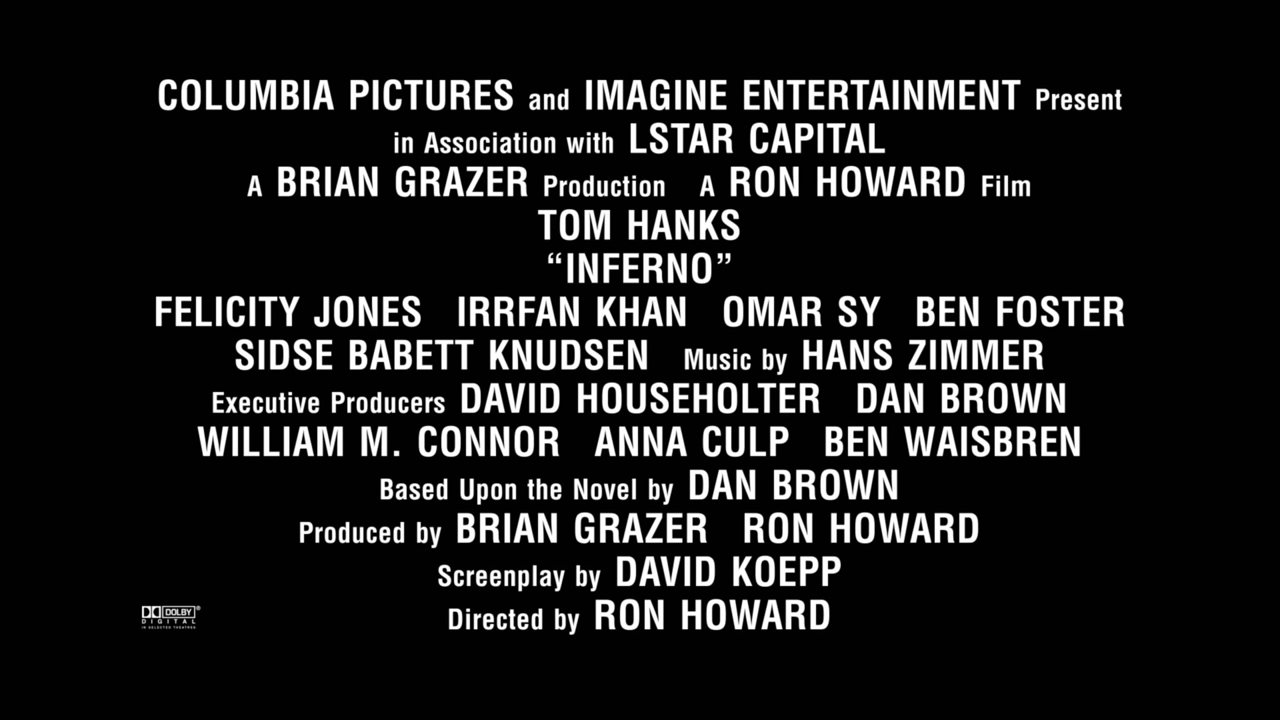 COLUMBIA PICTURES and IMAGINE ENTERTAINMENT Present
in Association with LSTAR CAPITAL
A BRIAN GRAZER Production A RON HOWARD Film
TOM HANKS
“INFERNO”
FELICITY JONES IRRFAN KHAN OMAR SY BEN FOSTER
SIDSE BABETT KNUDSEN Music by HANS ZIMMER
Executive Producers DAVID HOUSEHOLTER DAN BROWN
WILLIAM M. CONNOR ANNA CULP BEN WAISBREN
Based Upon the Novel by DAN BROWN
Produced by BRIAN GRAZER RON HOWARD
Screenplay by DAVID KOEPP
Directed by RON HOWARD
DOLBY®
DIGITAL
IN SELECTED THEATRES